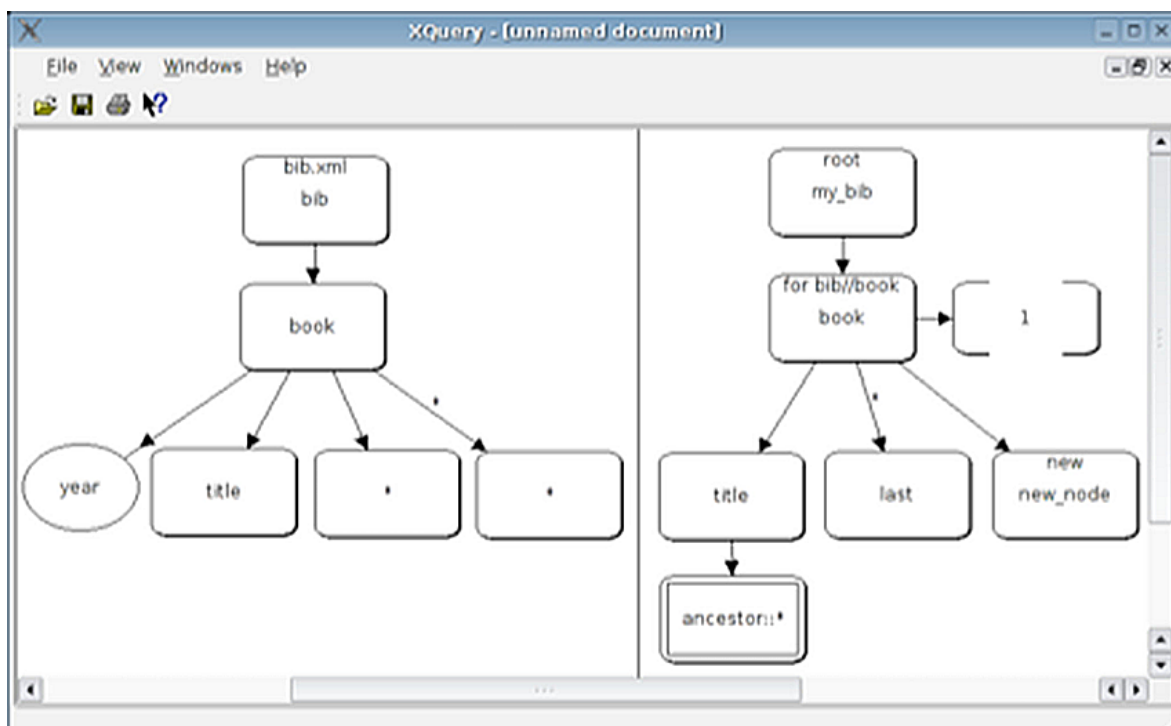 XQuery - [unnamed document]
File View Windows Help
bib.xml
bib
book
*
year
title
*
*
root
my_bib
for bib//book
book
1
*
title
last
new
new_node
ancestor::*